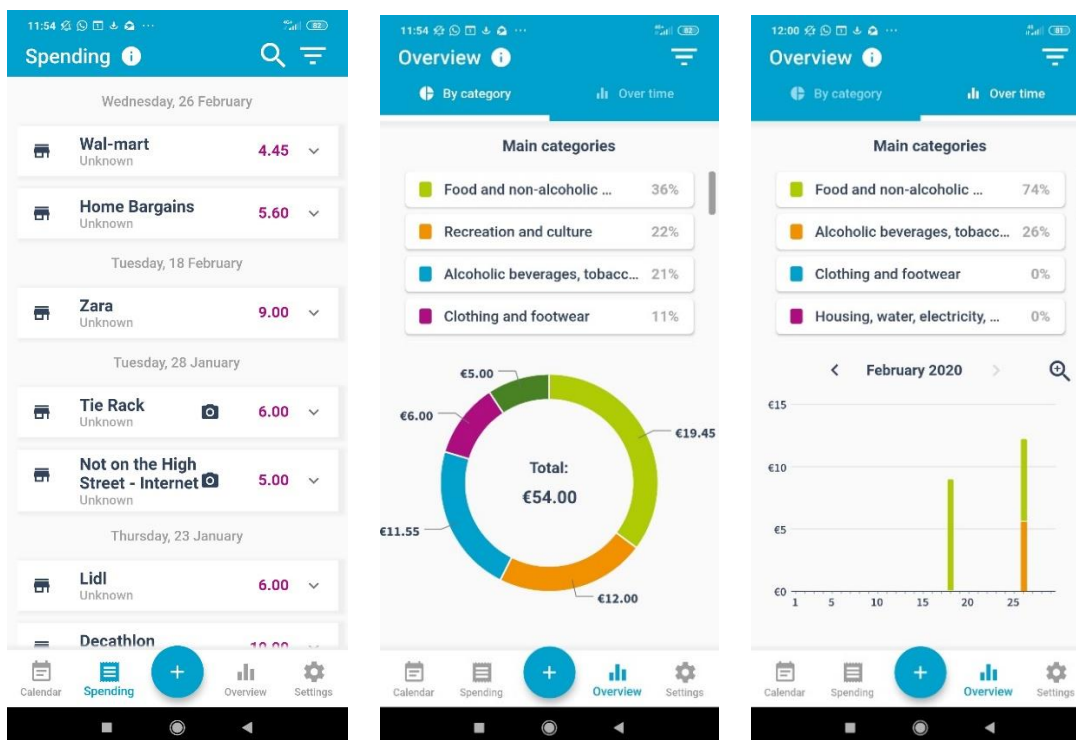 11:54
82
Spending
Wednesday, 26 February
Wal-mart
Unknown
4.45
Home Bargains
Unknown
5.60
Tuesday, 18 February
Zara
Unknown
9.00
Tuesday, 28 January
Tie Rack
Unknown
6.00
Not on the High
Street - Internet
Unknown
5.00
Thursday, 23 January
Lidl
Unknown
6.00
Decathlon
Calendar Spending + Overview Settings
11:54
82
Overview
By category Over time
Main categories
Food and non-alcoholic ... 36%
Recreation and culture 22%
Alcoholic beverages, tobacc... 21%
Clothing and footwear 11%
€5.00
€6.00
€19.45
Total:
€54.00
€11.55
€12.00
Calendar Spending + Overview Settings
12:00
81
Overview
By category Over time
Main categories
Food and non-alcoholic ... 74%
Alcoholic beverages, tobacc... 26%
Clothing and footwear 0%
Housing, water, electricity, ... 0%
February 2020
€15
€10
€5
€0
1 5 10 15 20 25
Calendar Spending + Overview Settings